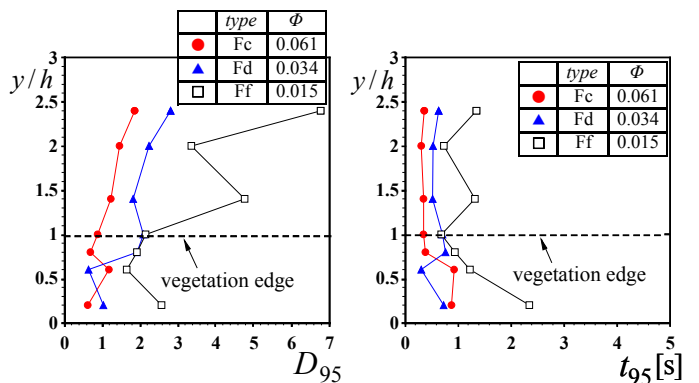 type Φ
Fc 0.061
Fd 0.034
Ff 0.015
y/h
3
2.5
2
1.5
1
0.5
0
vegetation edge
0 1 2 3 4 5 6 7
D95
type Φ
Fc 0.061
Fd 0.034
Ff 0.015
y/h
3
2.5
2
1.5
1
0.5
0
vegetation edge
0 1 2 3 4 5
t95[s]